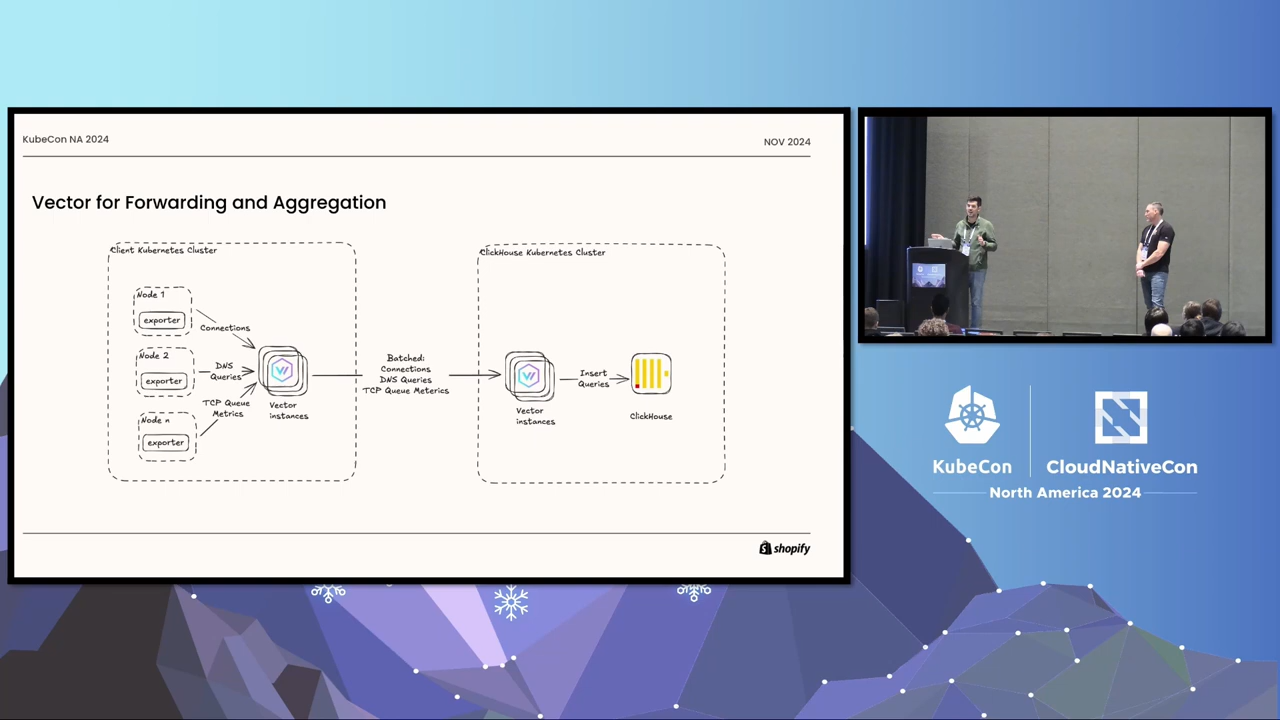 KubeCon NA 2024
NOV 2024
Vector for Forwarding and Aggregation
Client Kubernetes Cluster
Node 1
exporter
Connections
Node 2
exporter
DNS
Queries
TCP Queue
Metrics
Node n
exporter
Vector
instances
Batched:
Connections
DNS Queries
TCP Queue Meterics
ClickHouse Kubernetes Cluster
Vector
instances
Insert
Queries
ClickHouse
shopify
KubeCon
CloudNativeCon
North America 2024